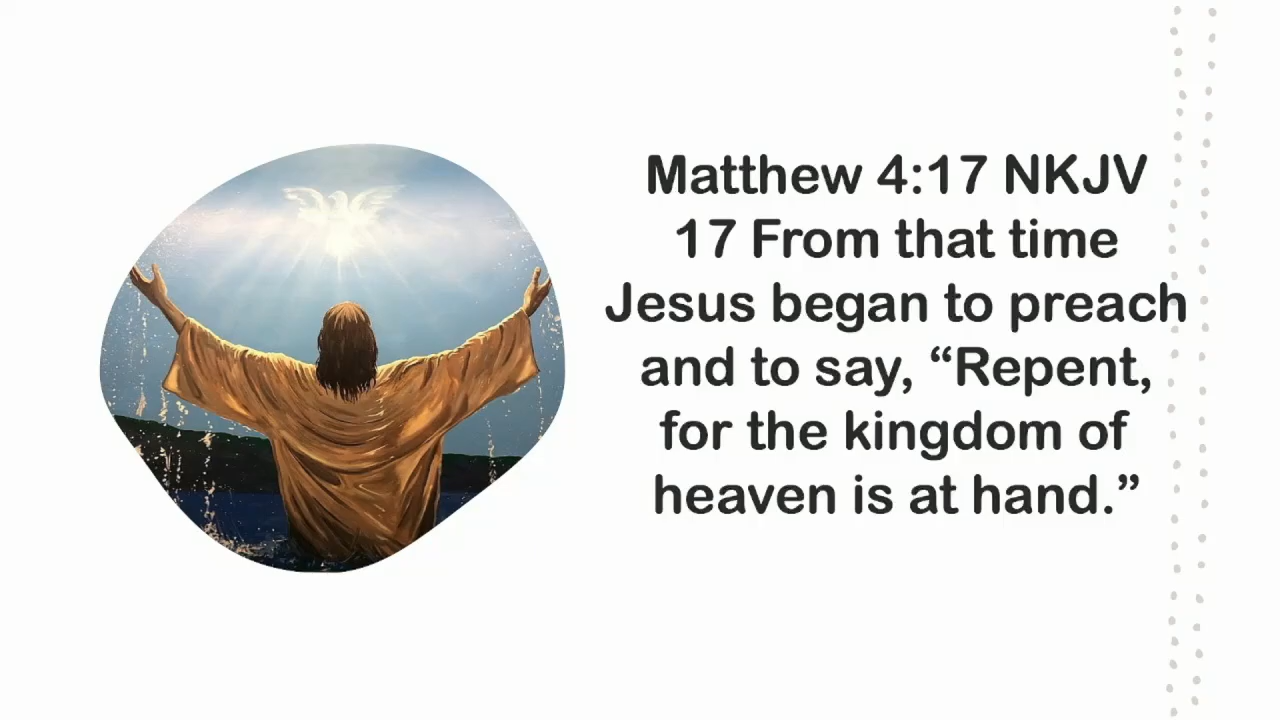 Matthew 4:17 NKJV
17 From that time
Jesus began to preach
and to say, “Repent,
for the kingdom of
heaven is at hand.”